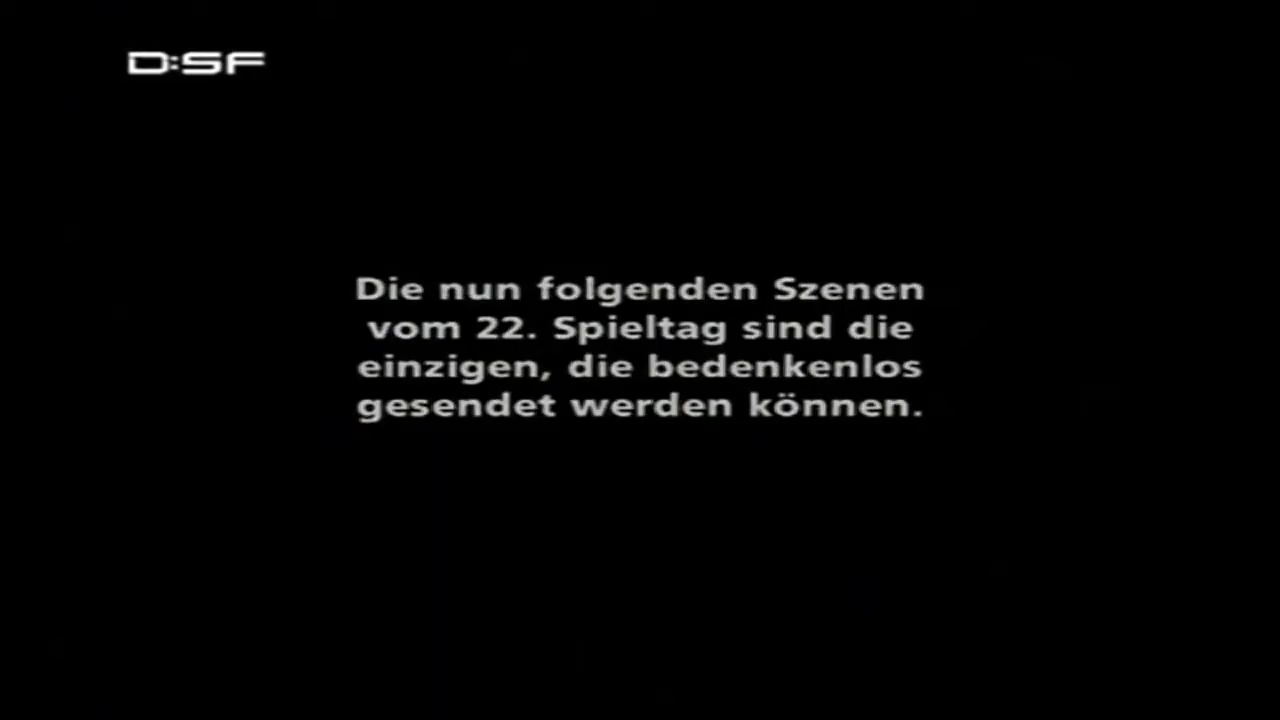 D:SF
Die nun folgenden Szenen
vom 22. Spieltag sind die
einzigen, die bedenkenlos
gesendet werden können.